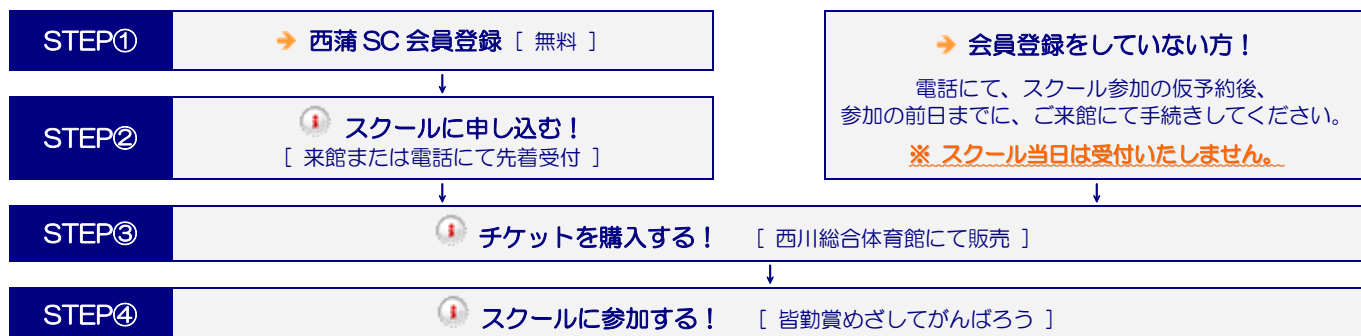 STEP① 西蒲SC会員登録 [ 無料 ]
STEP② スクールに申し込む！
[ 来館または電話にて先着受付 ]
会員登録をしていない方！
電話にて、スクール参加の仮予約後、
参加の前日までに、ご来館にて手続きしてください。
※ スクール当日は受付いたしません。
STEP③ チケットを購入する！ [ 西川総合体育館にて販売 ]
STEP④ スクールに参加する！ [ 皆勤賞めざしてがんばろう ]